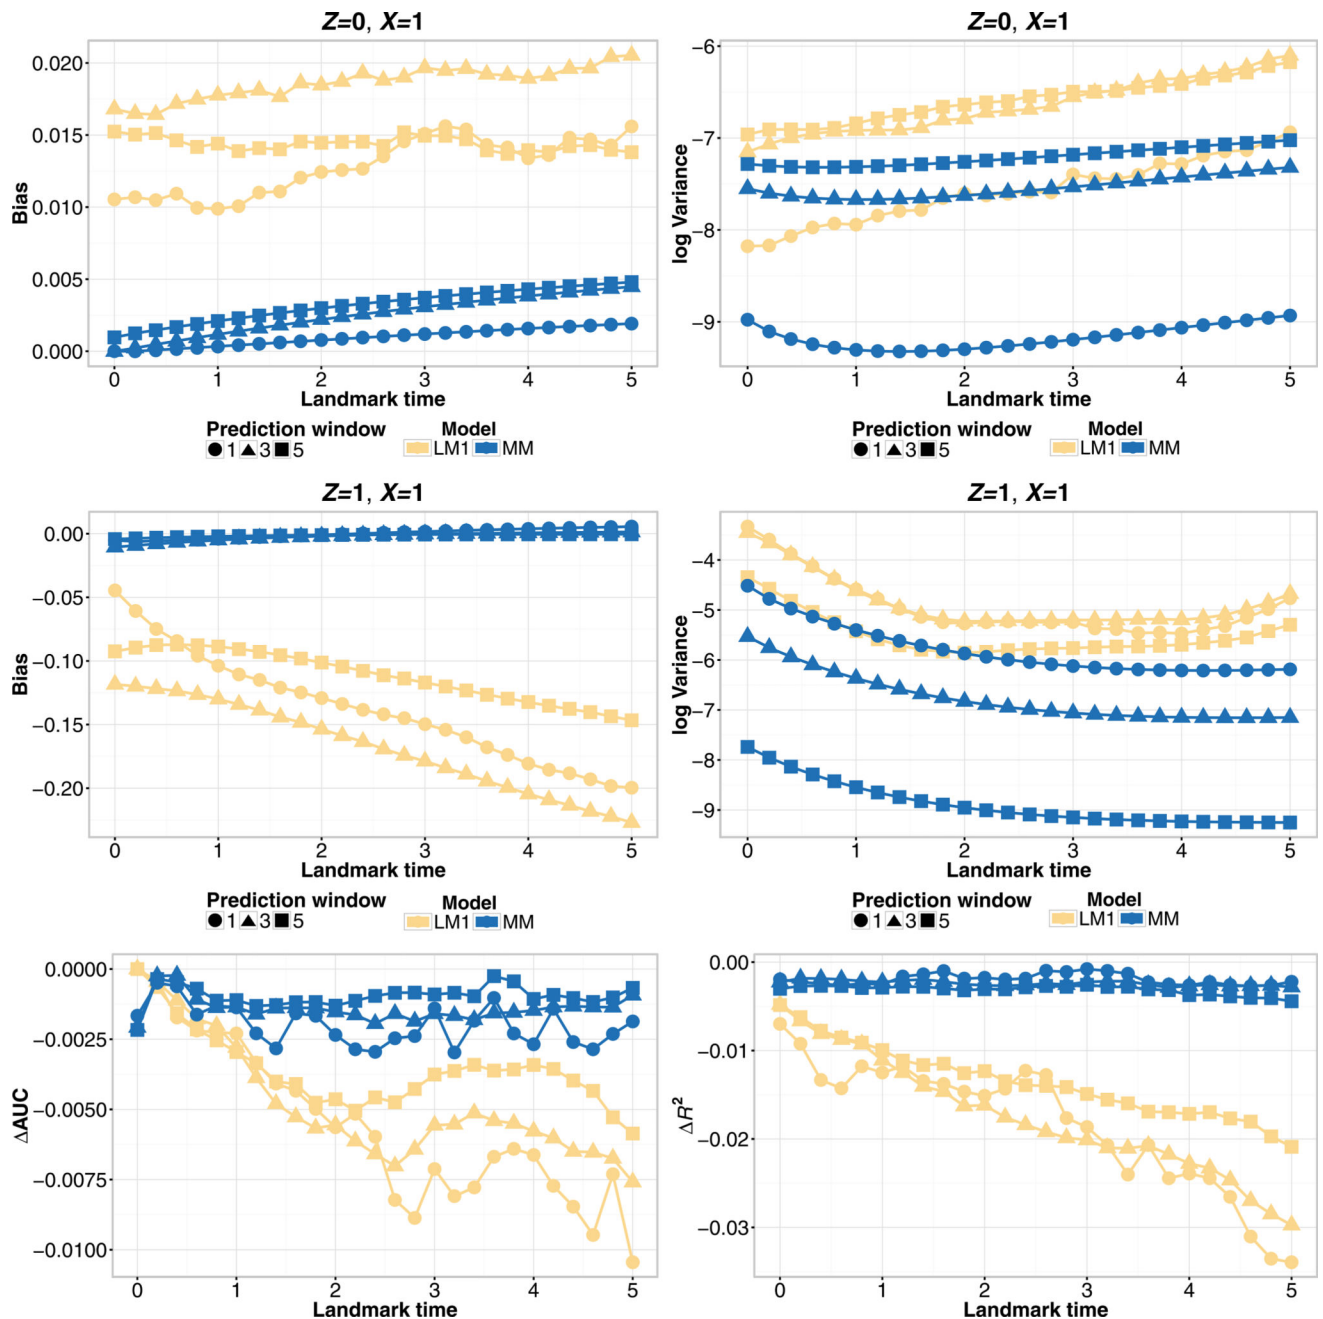 Z=0, X=1
Z=0, X=1
0.020
0.015
0.010
0.005
0.000
Bias
0 1 2 3 4 5
Landmark time
−6
−7
−8
−9
log Variance
0 1 2 3 4 5
Landmark time
Prediction window Model
1 3 5 LM1 MM
Prediction window Model
1 3 5 LM1 MM
Z=1, X=1
Z=1, X=1
0.00
−0.05
−0.10
−0.15
−0.20
Bias
0 1 2 3 4 5
Landmark time
−4
−5
−6
−7
−8
−9
log Variance
0 1 2 3 4 5
Landmark time
Prediction window Model
1 3 5 LM1 MM
Prediction window Model
1 3 5 LM1 MM
0.0000
−0.0025
−0.0050
−0.0075
−0.0100
ΔAUC
0 1 2 3 4 5
Landmark time
0.00
−0.01
−0.02
−0.03
ΔR²
0 1 2 3 4 5
Landmark time